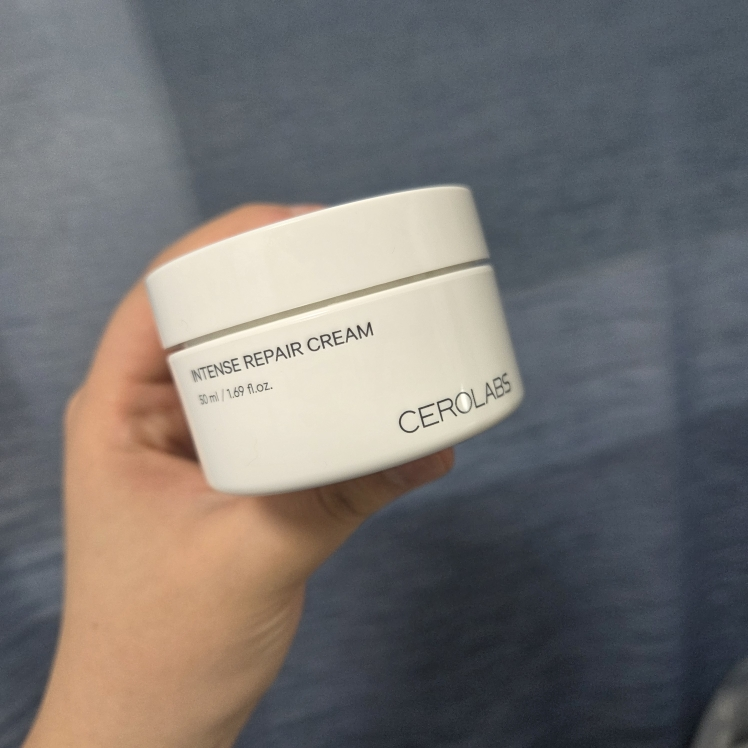 INTENSE REPAIR CREAM
50 ml / 1.69 fl.oz.
CEROLABS